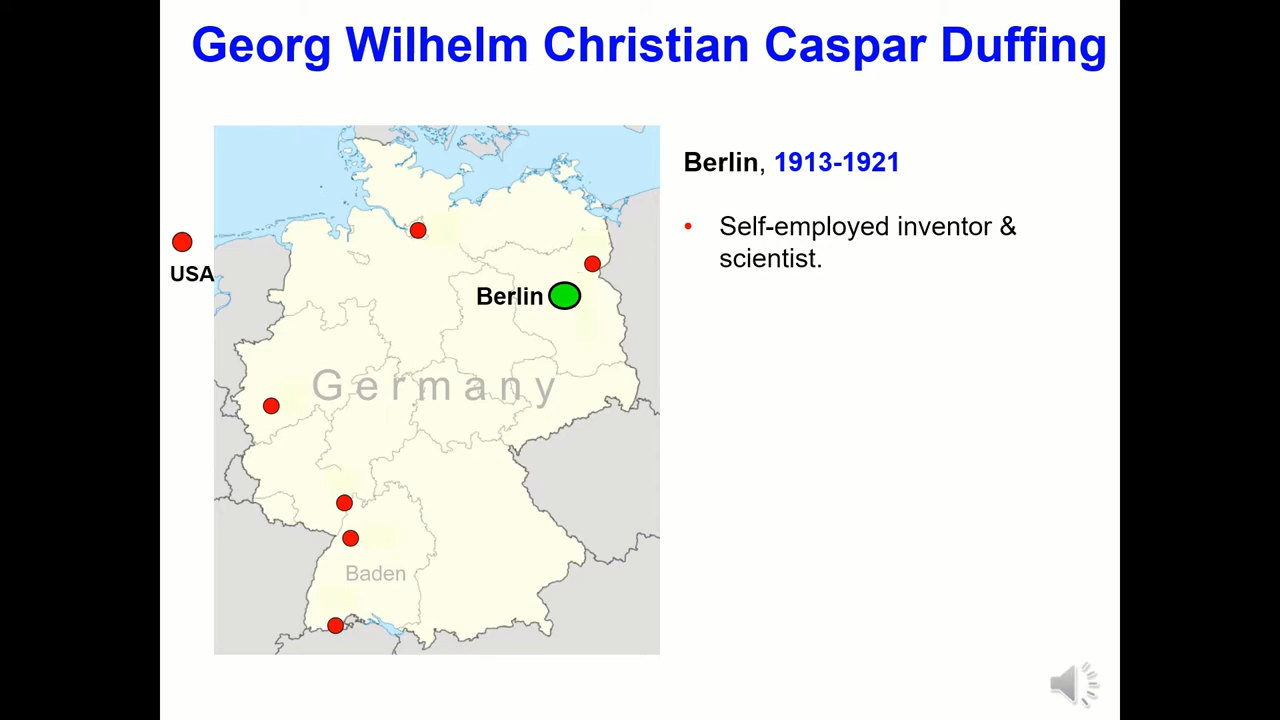 Georg Wilhelm Christian Caspar Duffing
Berlin, 1913-1921
• Self-employed inventor &
scientist.
USA
Berlin
Germany
Baden